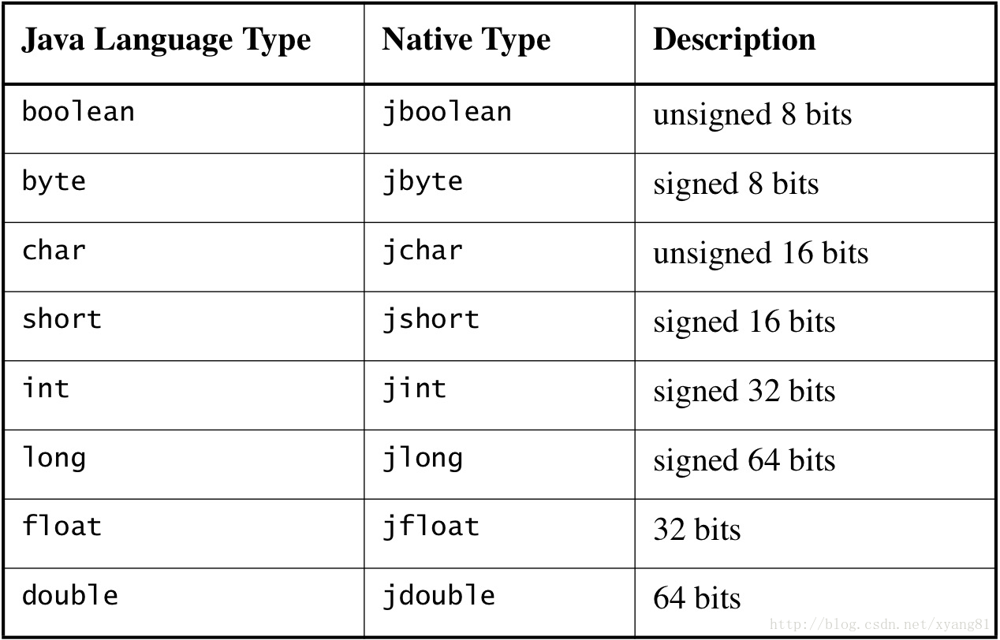 Java Language Type Native Type Description
boolean jboolean unsigned 8 bits
byte jbyte signed 8 bits
char jchar unsigned 16 bits
short jshort signed 16 bits
int jint signed 32 bits
long jlong signed 64 bits
float jfloat 32 bits
double jdouble 64 bits
http://blog.csdn.net/xyang81